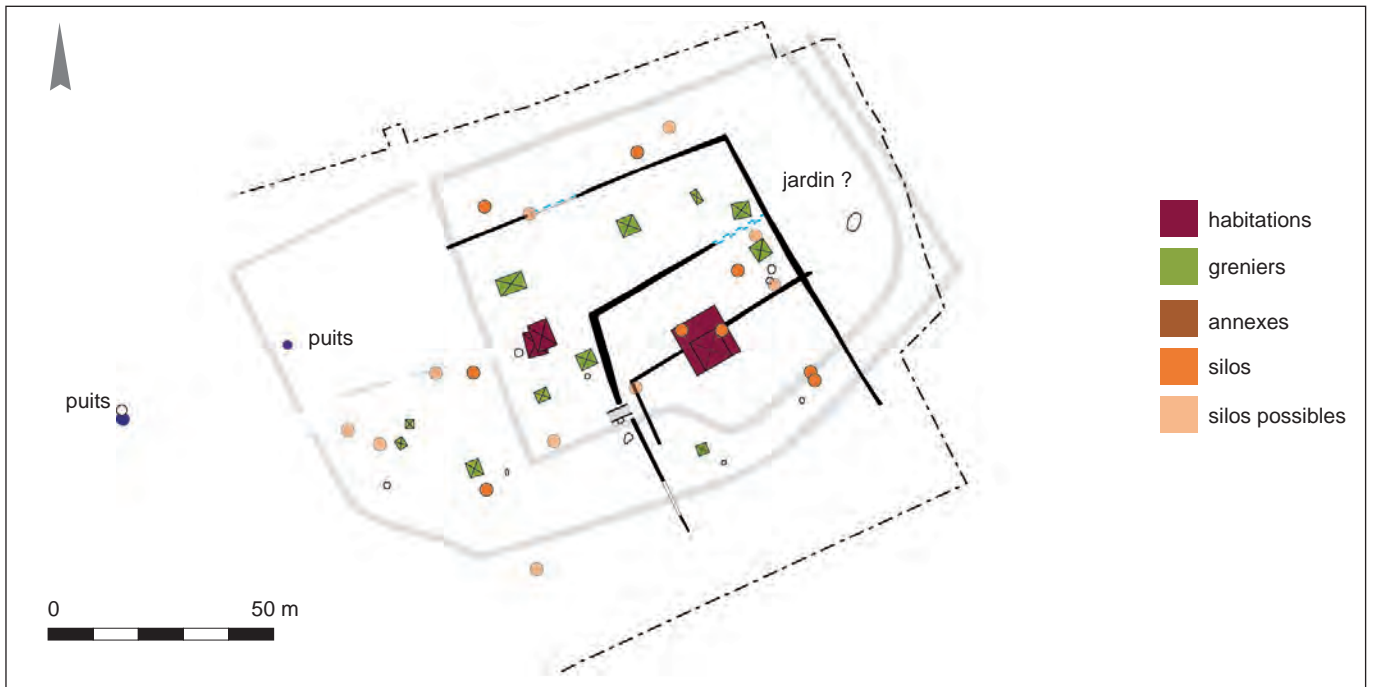 jardin ?
puits
puits
habitations
greniers
annexes
silos
silos possibles
0 50 m